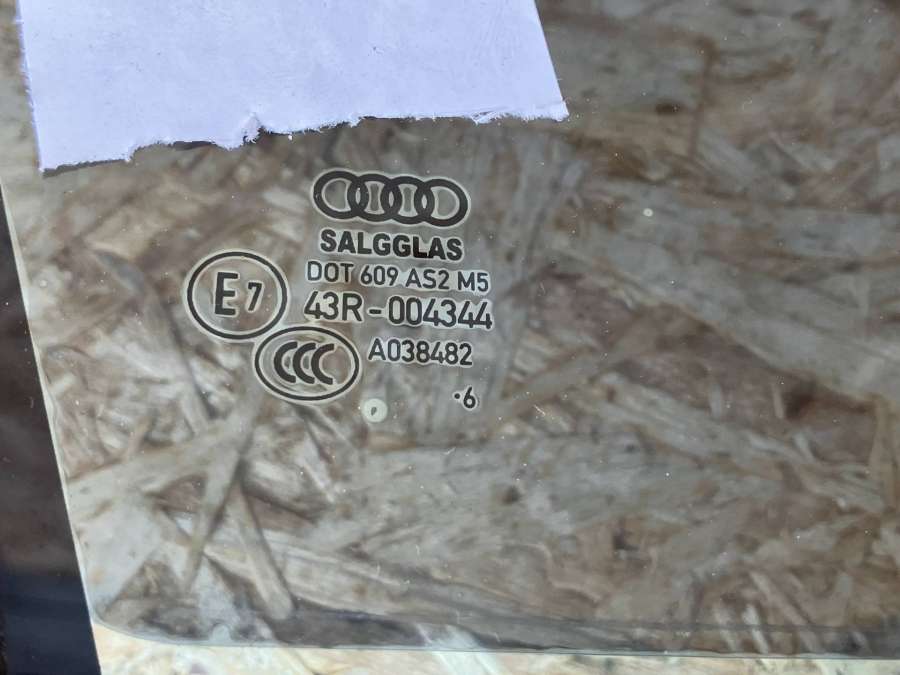 SALGGLAS
DOT 609 AS2 M5
E7
43R-004344
CCC
A038482
·6